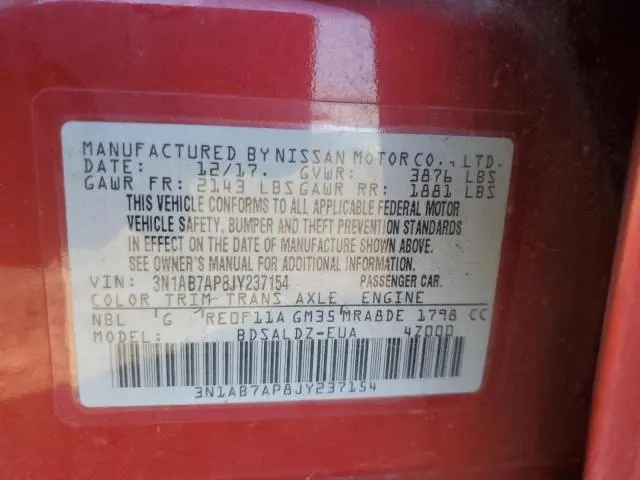 MANUFACTURED BY NISSAN MOTOR CO., LTD.
DATE: 12/17. GVWR: 3876 LBS
GAWR FR: 2143 LBS GAWR RR: 1881 LBS
THIS VEHICLE CONFORMS TO ALL APPLICABLE FEDERAL MOTOR
VEHICLE SAFETY, BUMPER AND THEFT PREVENTION STANDARDS
IN EFFECT ON THE DATE OF MANUFACTURE SHOWN ABOVE.
SEE OWNER'S MANUAL FOR ADDITIONAL INFORMATION.
VIN: 3N1AB7AP8JY237154 PASSENGER CAR.
COLOR TRIM TRANS AXLE, ENGINE
NBL G RE0F11A GM35 MRA8DE 1798 CC
MODEL: BDSALDZ-EUA 4Z000
3N1AB7AP8JY237154